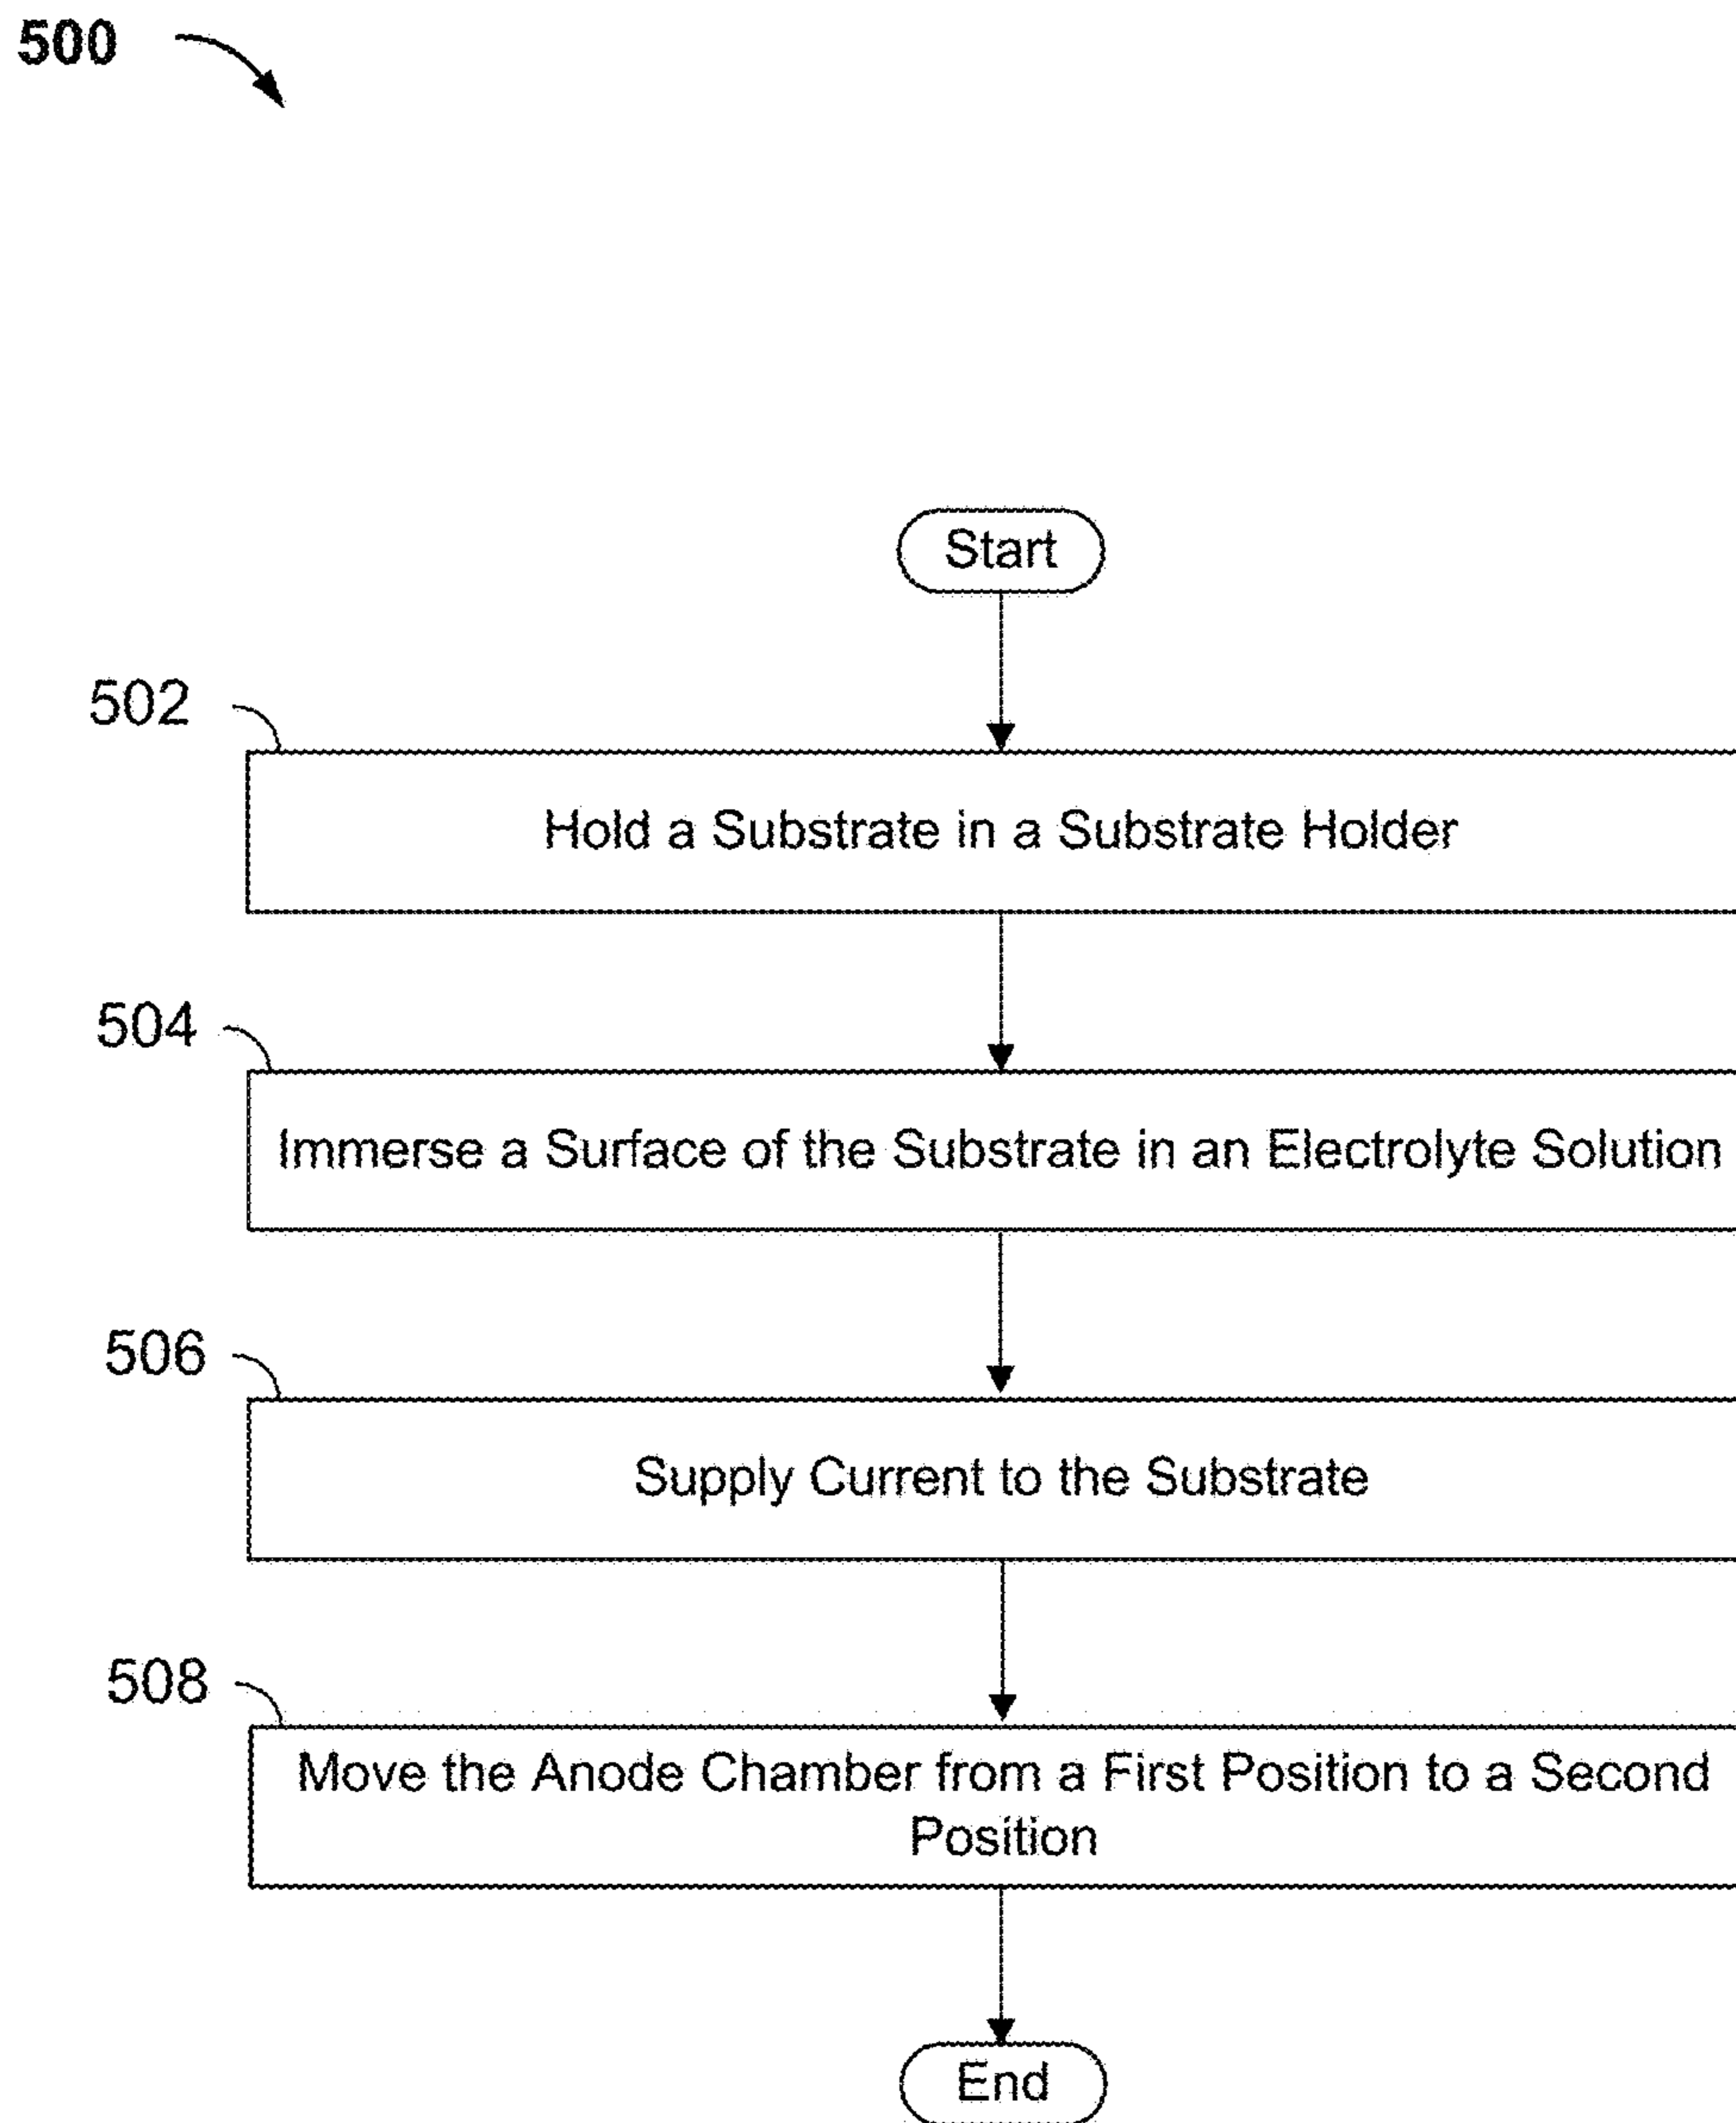 500
Start
502
Hold a Substrate in a Substrate Holder
504
Immerse a Surface of the Substrate in an Electrolyte Solution
506
Supply Current to the Substrate
508
Move the Anode Chamber from a First Position to a Second
Position
End